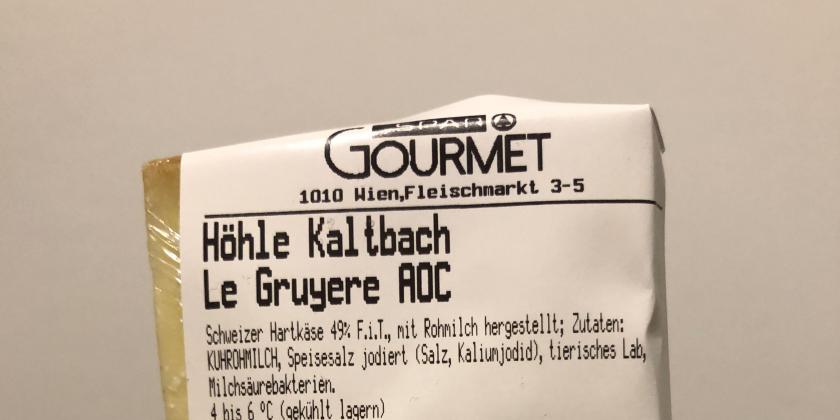 SPAR
GOURMET
1010 Wien,Fleischmarkt 3-5
Höhle Kaltbach
Le Gruyere AOC
Schweizer Hartkäse 49% F.i.T., mit Rohmilch hergestellt; Zutaten:
KUHROHMILCH, Speisesalz jodiert (Salz, Kaliumjodid), tierisches Lab,
Milchsäurebakterien.
4 bis 6 °C (gekühlt lagern)